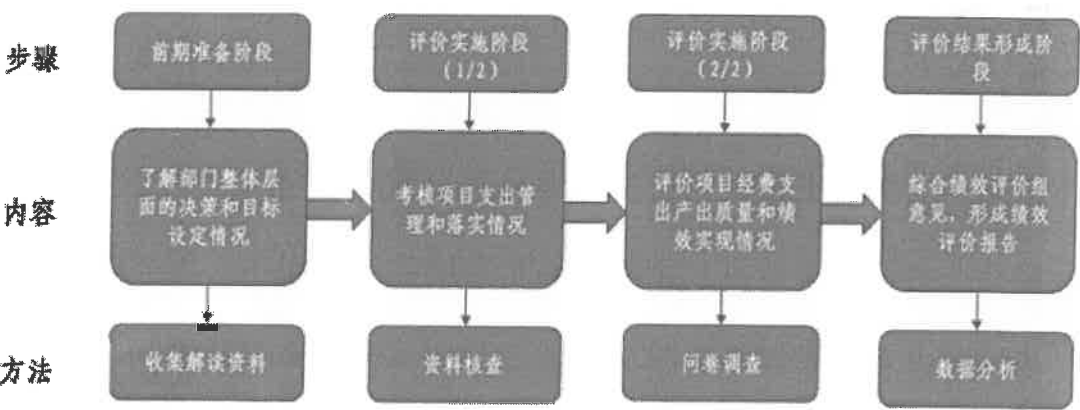 步骤
前期准备阶段
评价实施阶段
(1/2)
评价实施阶段
(2/2)
评价结果形成阶
段
内容
了解部门整体层
面的决策和目标
设定情况
考核项目支出管
理和落实情况
评价项目经费支
出产出质量和绩
效实现情况
综合绩效评价组
意见,形成绩效
评价报告
方法
收集解读资料
资料核查
问卷调查
数据分析